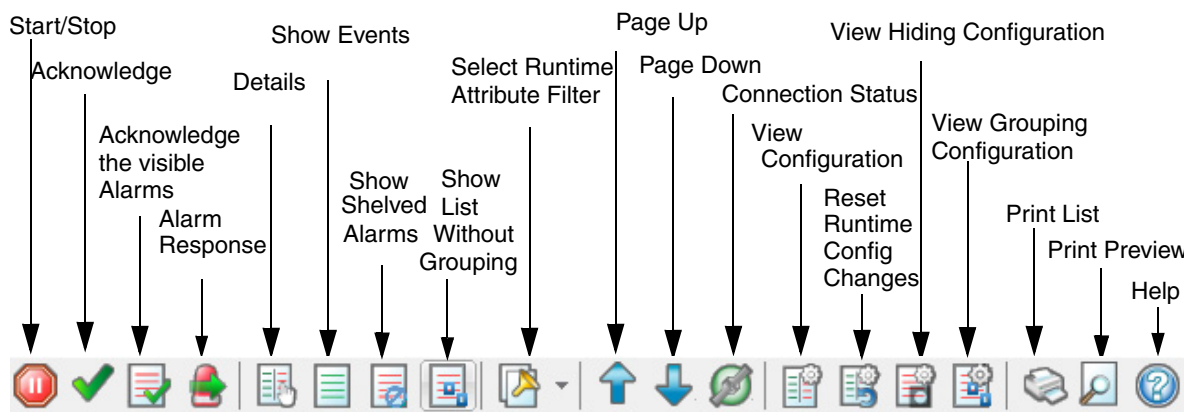 Start/Stop
Acknowledge
Acknowledge
the visible
Alarms
Alarm
Response
Details
Show Events
Show
Shelved
Alarms
Show
List
Without
Grouping
Select Runtime
Attribute Filter
Page Up
Page Down
Connection Status
View
Configuration
Reset
Runtime
Config
Changes
View Hiding Configuration
View Grouping
Configuration
Print List
Print Preview
Help